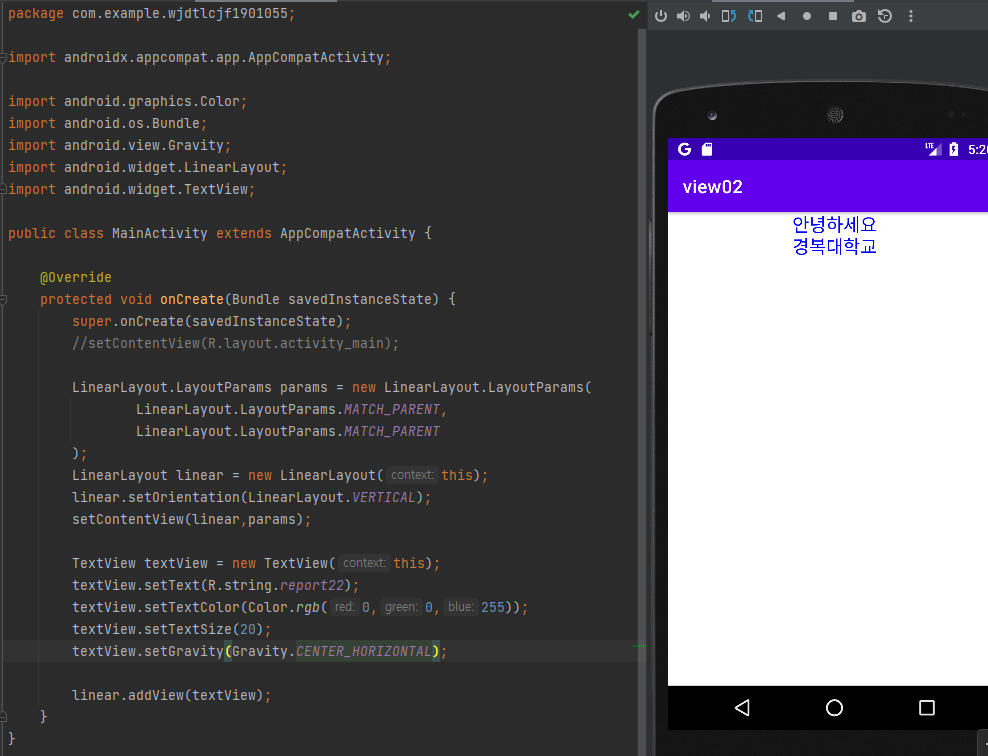 package com.example.wjdtlcjf1901055;
import androidx.appcompat.app.AppCompatActivity;
import android.graphics.Color;
import android.os.Bundle;
import android.view.Gravity;
import android.widget.LinearLayout;
import android.widget.TextView;
public class MainActivity extends AppCompatActivity {
@Override
protected void onCreate(Bundle savedInstanceState) {
super.onCreate(savedInstanceState);
//setContentView(R.layout.activity_main);
LinearLayout.LayoutParams params = new LinearLayout.LayoutParams(
LinearLayout.LayoutParams.MATCH_PARENT,
LinearLayout.LayoutParams.MATCH_PARENT
);
LinearLayout linear = new LinearLayout( context: this);
linear.setOrientation(LinearLayout.VERTICAL);
setContentView(linear,params);
TextView textView = new TextView( context: this);
textView.setText(R.string.report22);
textView.setTextColor(Color.rgb( red: 0, green: 0, blue: 255));
textView.setTextSize(20);
textView.setGravity(Gravity.CENTER_HORIZONTAL);
linear.addView(textView);
}
}
G LTE 5:20
view02
안녕하세요
경복대학교